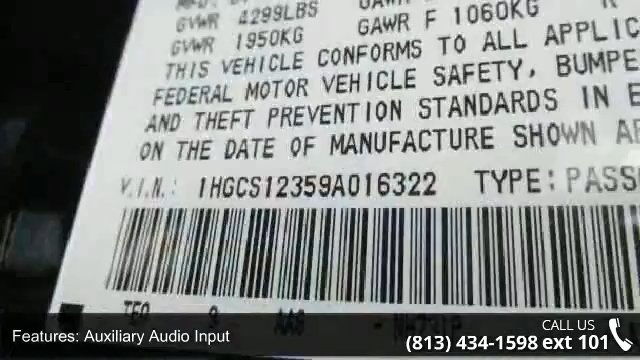 GVWR 4299LBS GAWR F 1060KG
GVWR 1950KG
THIS VEHICLE CONFORMS TO ALL APPLIC
FEDERAL MOTOR VEHICLE SAFETY, BUMPE
AND THEFT PREVENTION STANDARDS IN E
ON THE DATE OF MANUFACTURE SHOWN AB
V.I.N.: 1HGCS12359A016322 TYPE: PASS
Features: Auxiliary Audio Input
CALL US
(813) 434-1598 ext 101